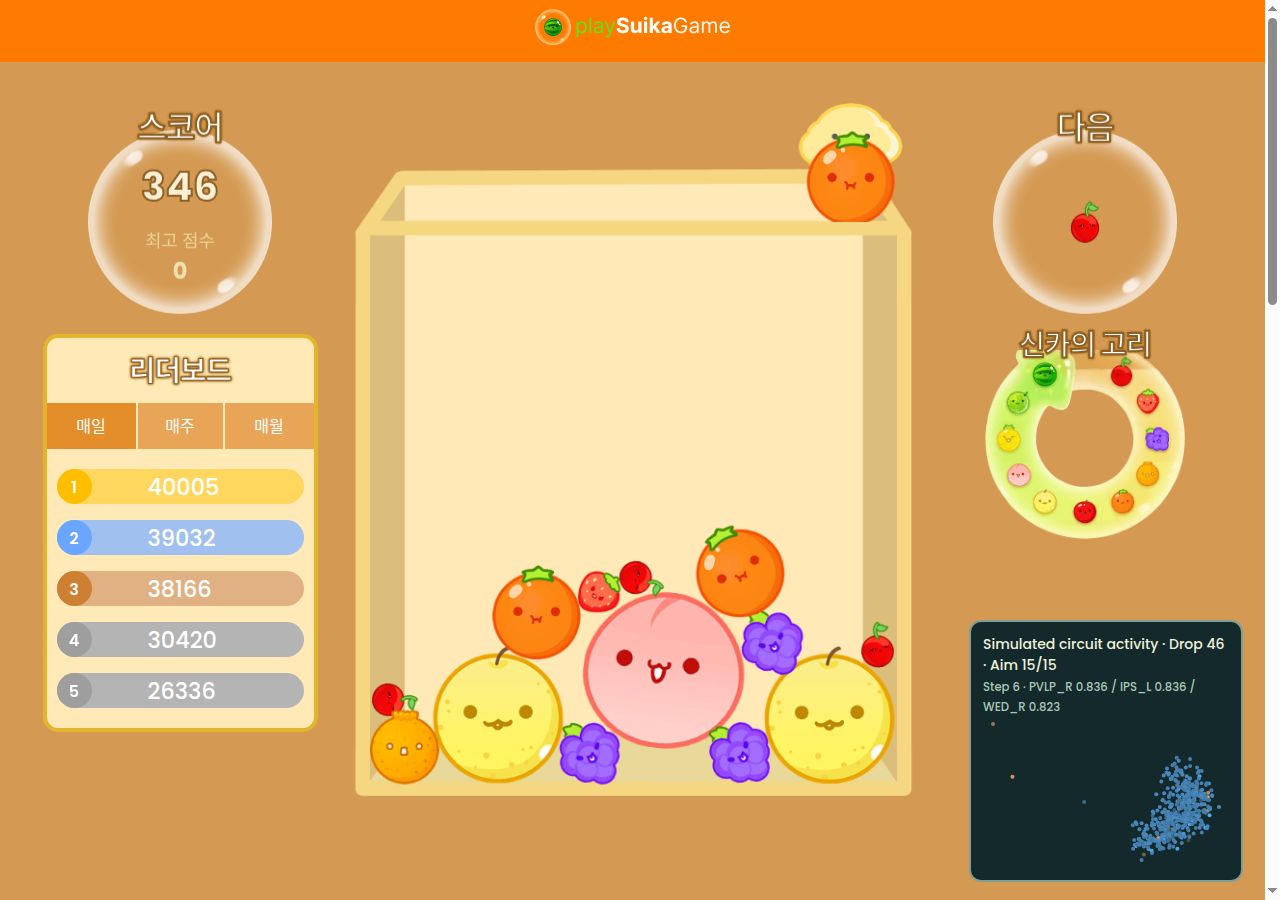 playSuikaGame
스코어
346
최고 점수
0
다음
신카의 고리
리더보드
매일
매주
매월
1 40005
2 39032
3 38166
4 30420
5 26336
Simulated circuit activity · Drop 46
· Aim 15/15
Step 6 · PVLP_R 0.836 / IPS_L 0.836 /
WED_R 0.823